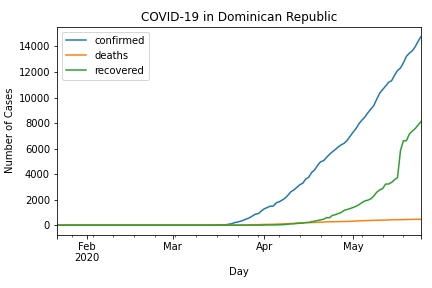 COVID-19 in Dominican Republic
confirmed
deaths
recovered
Number of Cases
14000
12000
10000
8000
6000
4000
2000
0
Feb
2020
Mar
Apr
May
Day